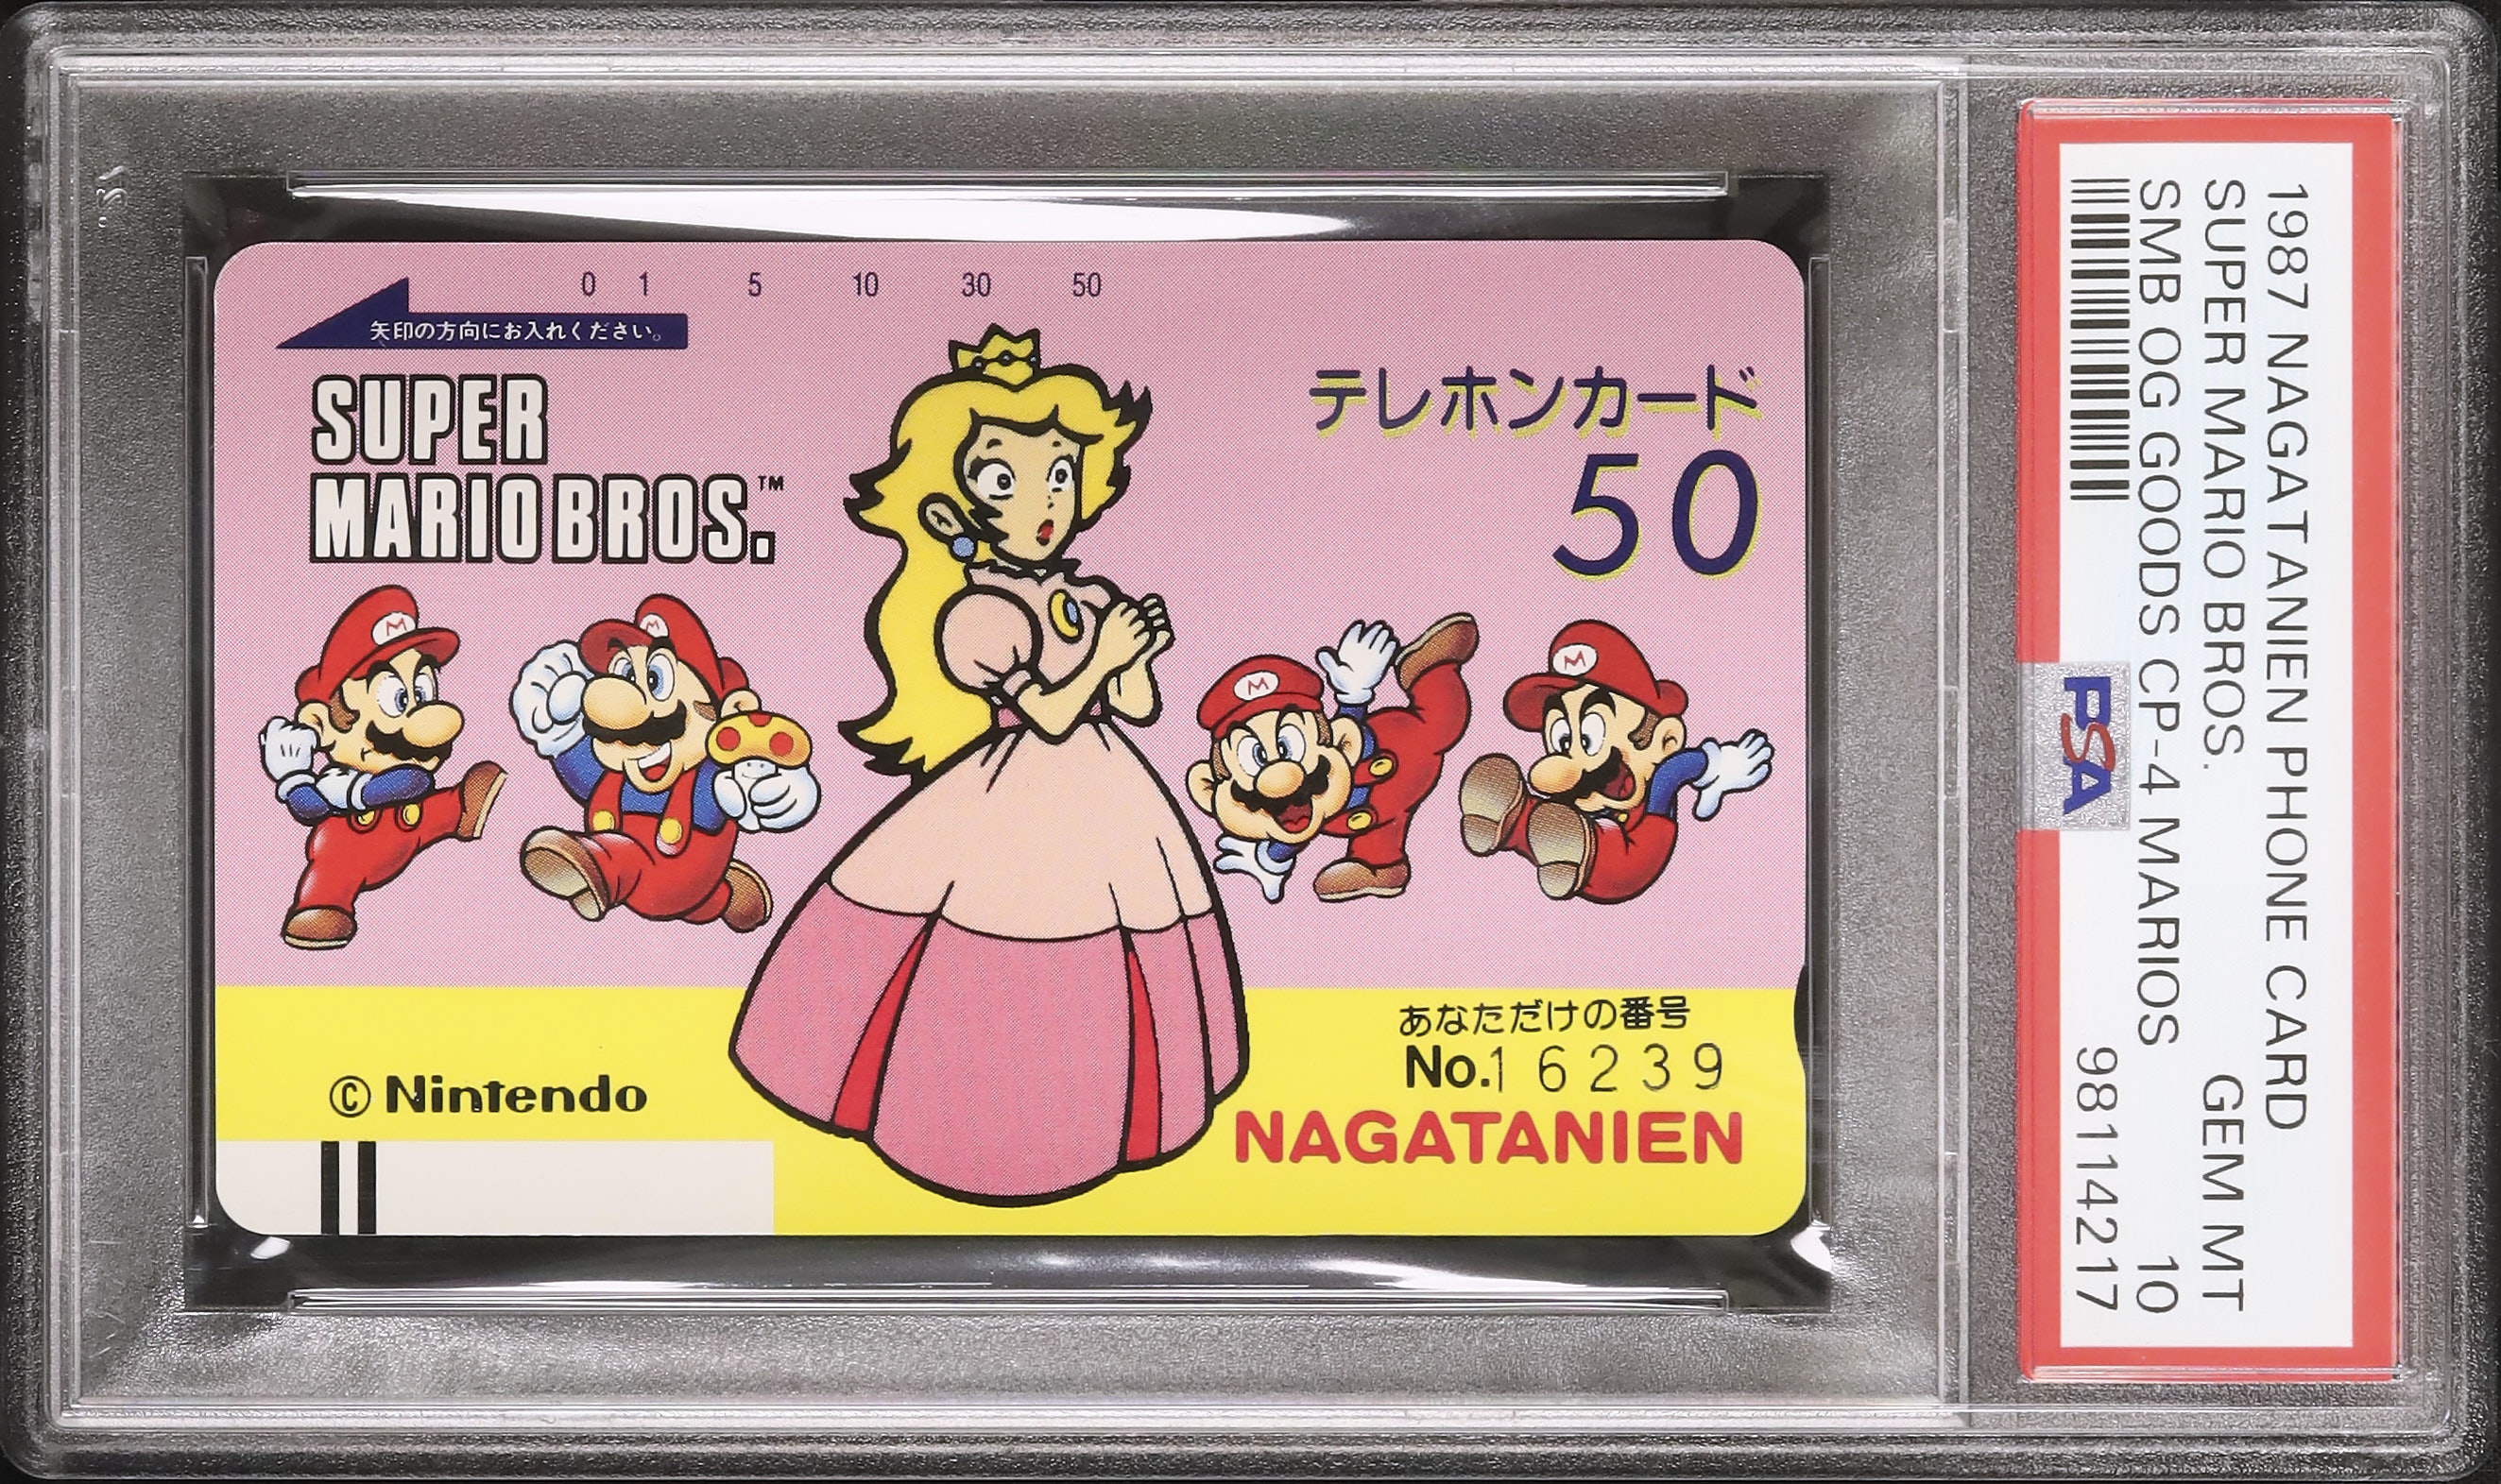 0 1 5 10 30 50
矢印の方向にお入れください。
SUPER
MARIO BROS.™
テレホンカード
50
M
M
M
M
あなただけの番号
No.16239
© Nintendo
NAGATANIEN
1987 NAGATANIEN PHONE CARD
SUPER MARIO BROS. GEM MT
SMB OG GOODS CP-4 MARIOS 10
98114217
PSA